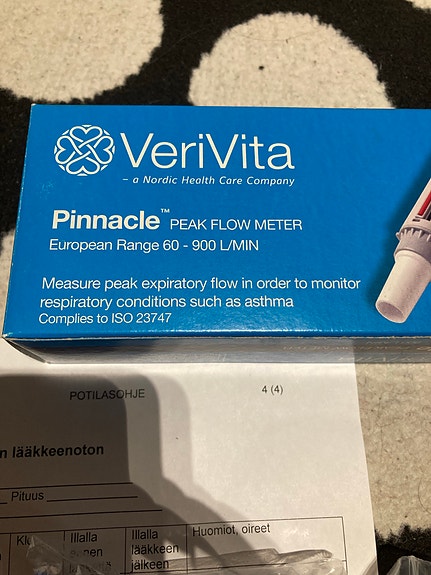 VeriVita
– a Nordic Health Care Company
Pinnacle™ PEAK FLOW METER
European Range 60 - 900 L/MIN
Measure peak expiratory flow in order to monitor
respiratory conditions such as asthma
Complies to ISO 23747
POTILASOHJE 4 (4)
lääkkeenoton
Pituus
Illalla Illalla Huomiot, oireet
ennen lääkkeen
jälkeen